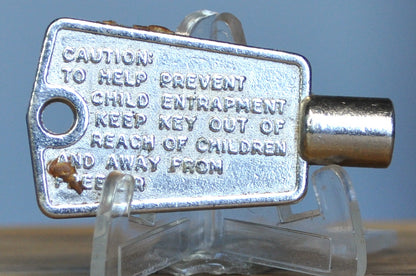 CAUTION:
TO HELP PREVENT
CHILD ENTRAPMENT
KEEP KEY OUT OF
REACH OF CHILDREN
AND AWAY FROM